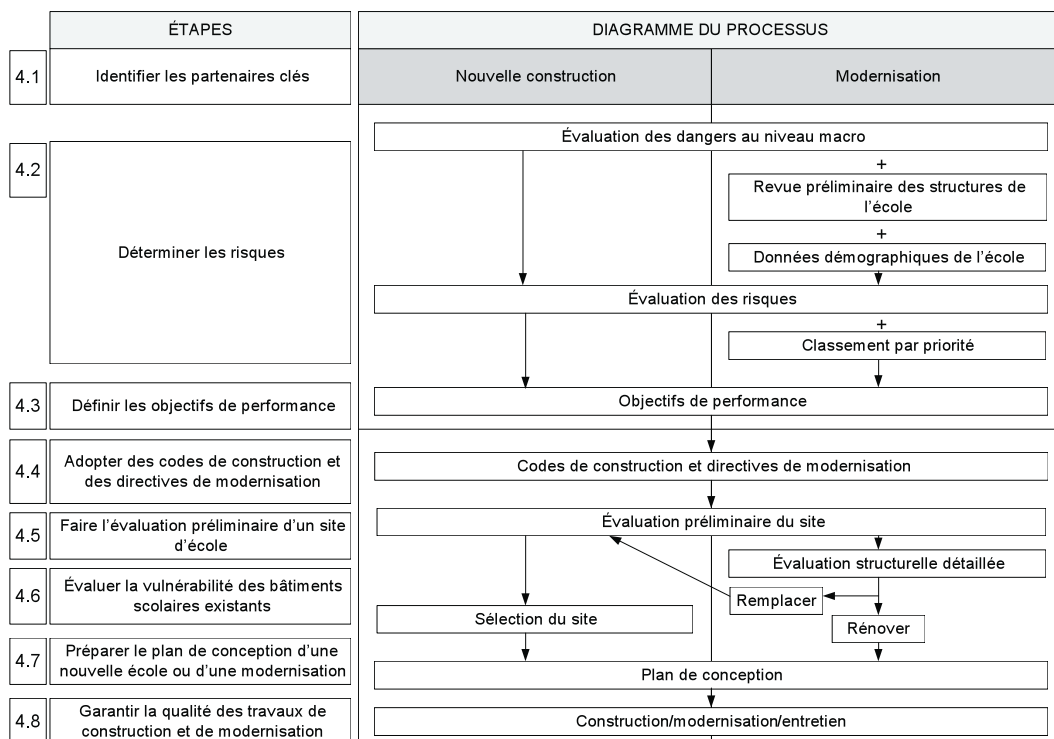 ÉTAPES
DIAGRAMME DU PROCESSUS
4.1
Identifier les partenaires clés
Nouvelle construction
Modernisation
Évaluation des dangers au niveau macro
4.2
Déterminer les risques
+
Revue préliminaire des structures de
l'école
+
Données démographiques de l'école
Évaluation des risques
+
Classement par priorité
4.3
Définir les objectifs de performance
Objectifs de performance
4.4
Adopter des codes de construction et
des directives de modernisation
Codes de construction et directives de modernisation
4.5
Faire l'évaluation préliminaire d'un site
d'école
Évaluation préliminaire du site
Évaluation structurelle détaillée
4.6
Évaluer la vulnérabilité des bâtiments
scolaires existants
Remplacer
Sélection du site
Rénover
4.7
Préparer le plan de conception d'une
nouvelle école ou d'une modernisation
Plan de conception
4.8
Garantir la qualité des travaux de
construction et de modernisation
Construction/modernisation/entretien